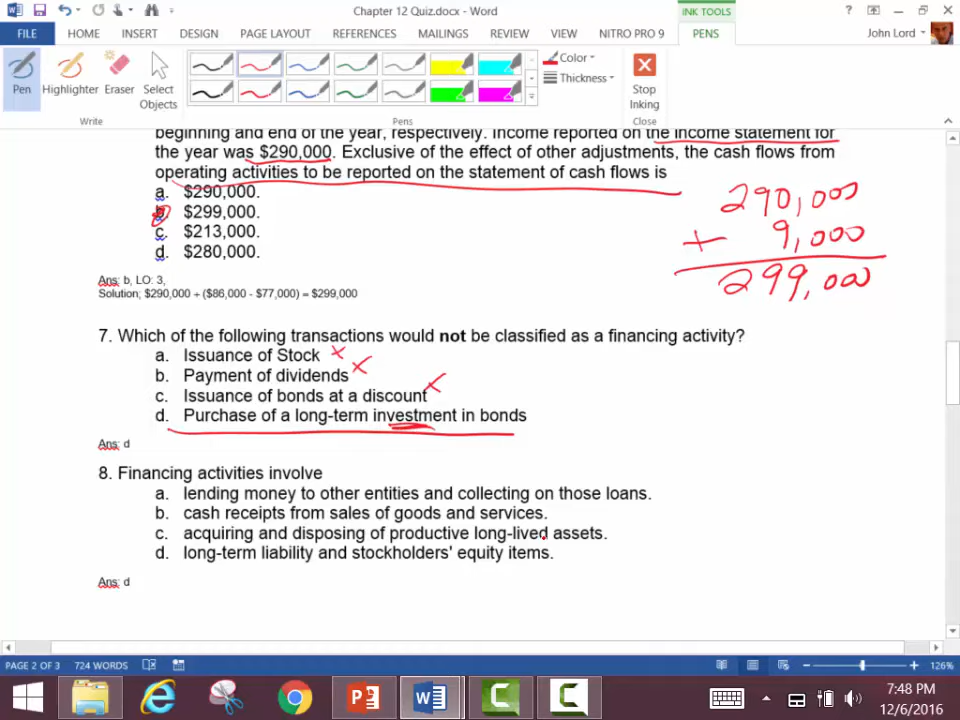 Chapter 12 Quiz.docx - Word
INK TOOLS
FILE HOME INSERT DESIGN PAGE LAYOUT REFERENCES MAILINGS REVIEW VIEW NITRO PRO 9 PENS John Lord
Pen Highlighter Eraser Select Objects
Color
Thickness
Stop Inking
Write Pens Close
beginning and end of the year, respectively. Income reported on the income statement for
the year was $290,000. Exclusive of the effect of other adjustments, the cash flows from
operating activities to be reported on the statement of cash flows is
a. $290,000.
b. $299,000.
c. $213,000.
d. $280,000.
290,000
+ 9,000
299,000
Ans: b, LO: 3,
Solution; $290,000 + ($86,000 - $77,000) = $299,000
7. Which of the following transactions would not be classified as a financing activity?
a. Issuance of Stock x
b. Payment of dividends x
c. Issuance of bonds at a discount x
d. Purchase of a long-term investment in bonds
Ans: d
8. Financing activities involve
a. lending money to other entities and collecting on those loans.
b. cash receipts from sales of goods and services.
c. acquiring and disposing of productive long-lived assets.
d. long-term liability and stockholders' equity items.
Ans: d
PAGE 2 OF 3 724 WORDS 126%
7:48 PM
12/6/2016